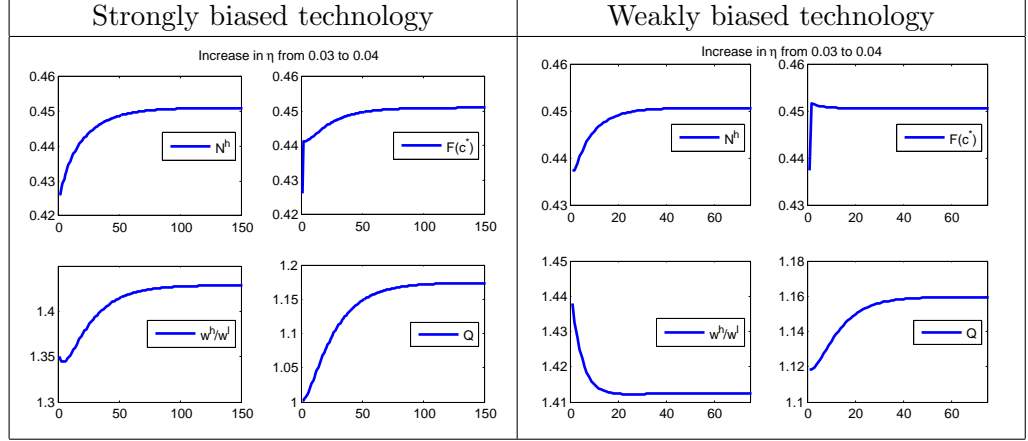 Strongly biased technology
Weakly biased technology
Increase in η from 0.03 to 0.04
0.46
0.45
0.44
0.43
0.42
0 50 100 150
N^h
0.46
0.45
0.44
0.43
0.42
0 50 100 150
F(c^*)
1.4
1.35
1.3
0 50 100 150
w^h/w^l
1.2
1.15
1.1
1.05
1
0 50 100 150
Q
Increase in η from 0.03 to 0.04
0.46
0.45
0.44
0.43
0 20 40 60
N^h
0.46
0.45
0.44
0.43
0 20 40 60
F(c^*)
1.45
1.44
1.43
1.42
1.41
0 20 40 60
w^h/w^l
1.18
1.16
1.14
1.12
1.1
0 20 40 60
Q